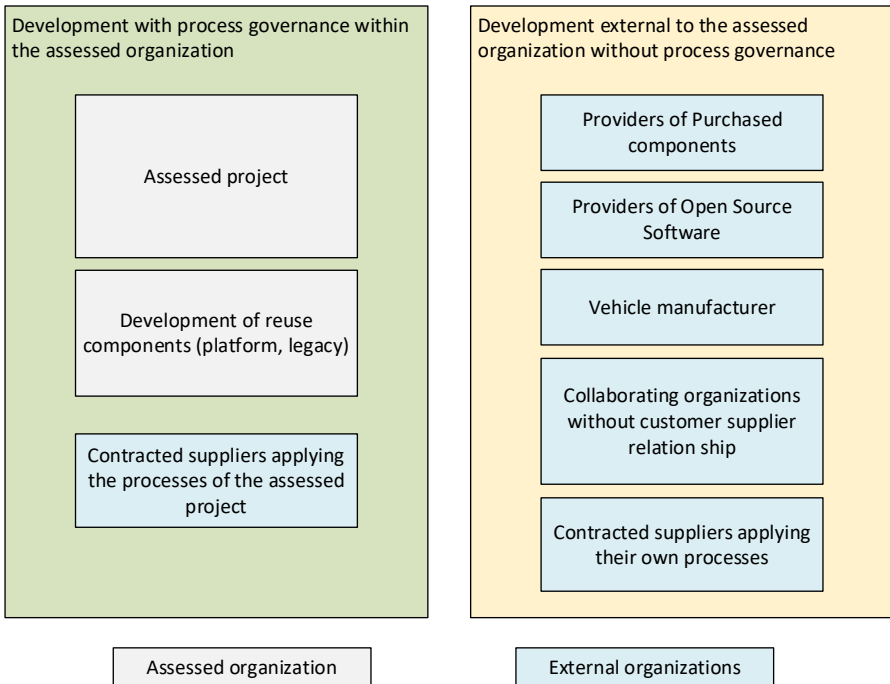 Development with process governance within
the assessed organization
Assessed project
Development of reuse
components (platform, legacy)
Contracted suppliers applying
the processes of the assessed
project
Development external to the assessed
organization without process governance
Providers of Purchased
components
Providers of Open Source
Software
Vehicle manufacturer
Collaborating organizations
without customer supplier
relation ship
Contracted suppliers applying
their own processes
Assessed organization
External organizations